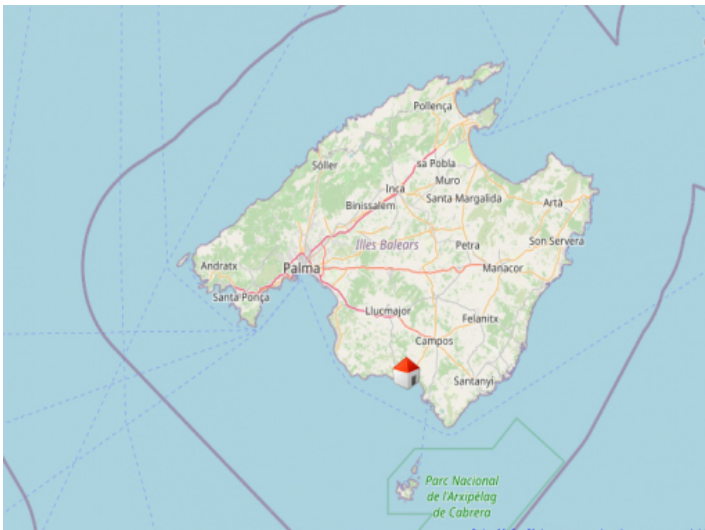 Pollença
sa Pobla
Sóller
Muro
Inca
Santa Margalida
Binissalem
Artà
Illes Balears
Petra
Son Servera
Andratx
Palma
Manacor
Santa Ponça
Llucmajor
Felanitx
Campos
Santanyí
Parc Nacional
de l'Arxipèlag
de Cabrera